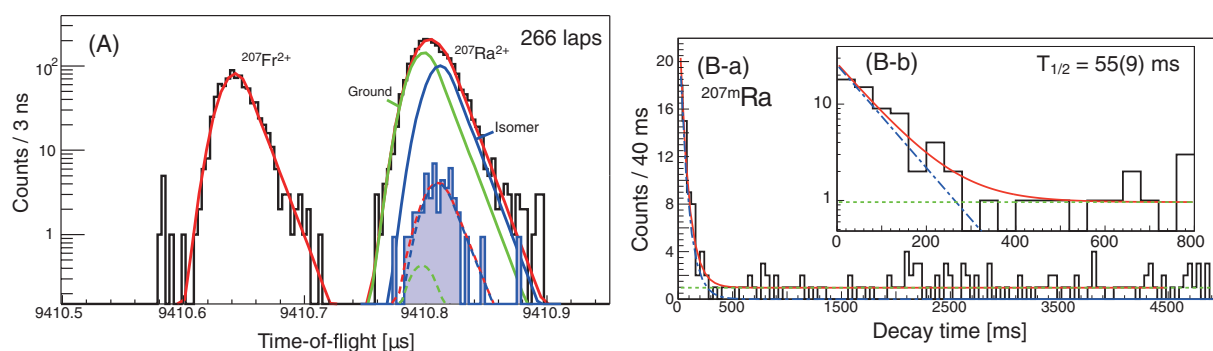 (A)
266 laps
²⁰⁷Fr²⁺
²⁰⁷Ra²⁺
Ground
Isomer
Counts / 3 ns
10²
10
1
9410.5
9410.6
9410.7
9410.8
9410.9
Time-of-flight [μs]
(B-a)
²⁰⁷ᵐRa
Counts / 40 ms
20
16
12
8
4
0
0
500
1500
2500
3500
4500
Decay time [ms]
(B-b)
T₁/₂ = 55(9) ms
10
1
0
200
400
600
800